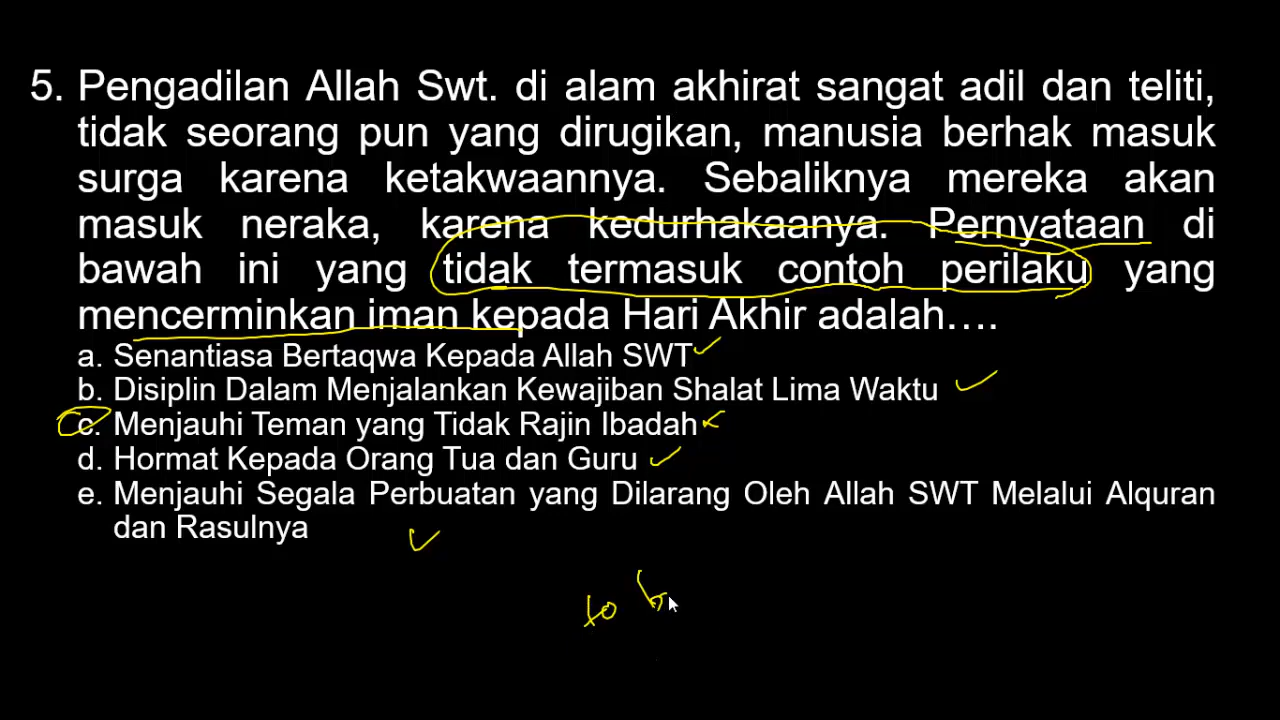 5. Pengadilan Allah Swt. di alam akhirat sangat adil dan teliti,
tidak seorang pun yang dirugikan, manusia berhak masuk
surga karena ketakwaannya. Sebaliknya mereka akan
masuk neraka, karena kedurhakaanya. Pernyataan di
bawah ini yang tidak termasuk contoh perilaku yang
mencerminkan iman kepada Hari Akhir adalah....
a. Senantiasa Bertaqwa Kepada Allah SWT
b. Disiplin Dalam Menjalankan Kewajiban Shalat Lima Waktu
c. Menjauhi Teman yang Tidak Rajin Ibadah
d. Hormat Kepada Orang Tua dan Guru
e. Menjauhi Segala Perbuatan yang Dilarang Oleh Allah SWT Melalui Alquran
dan Rasulnya